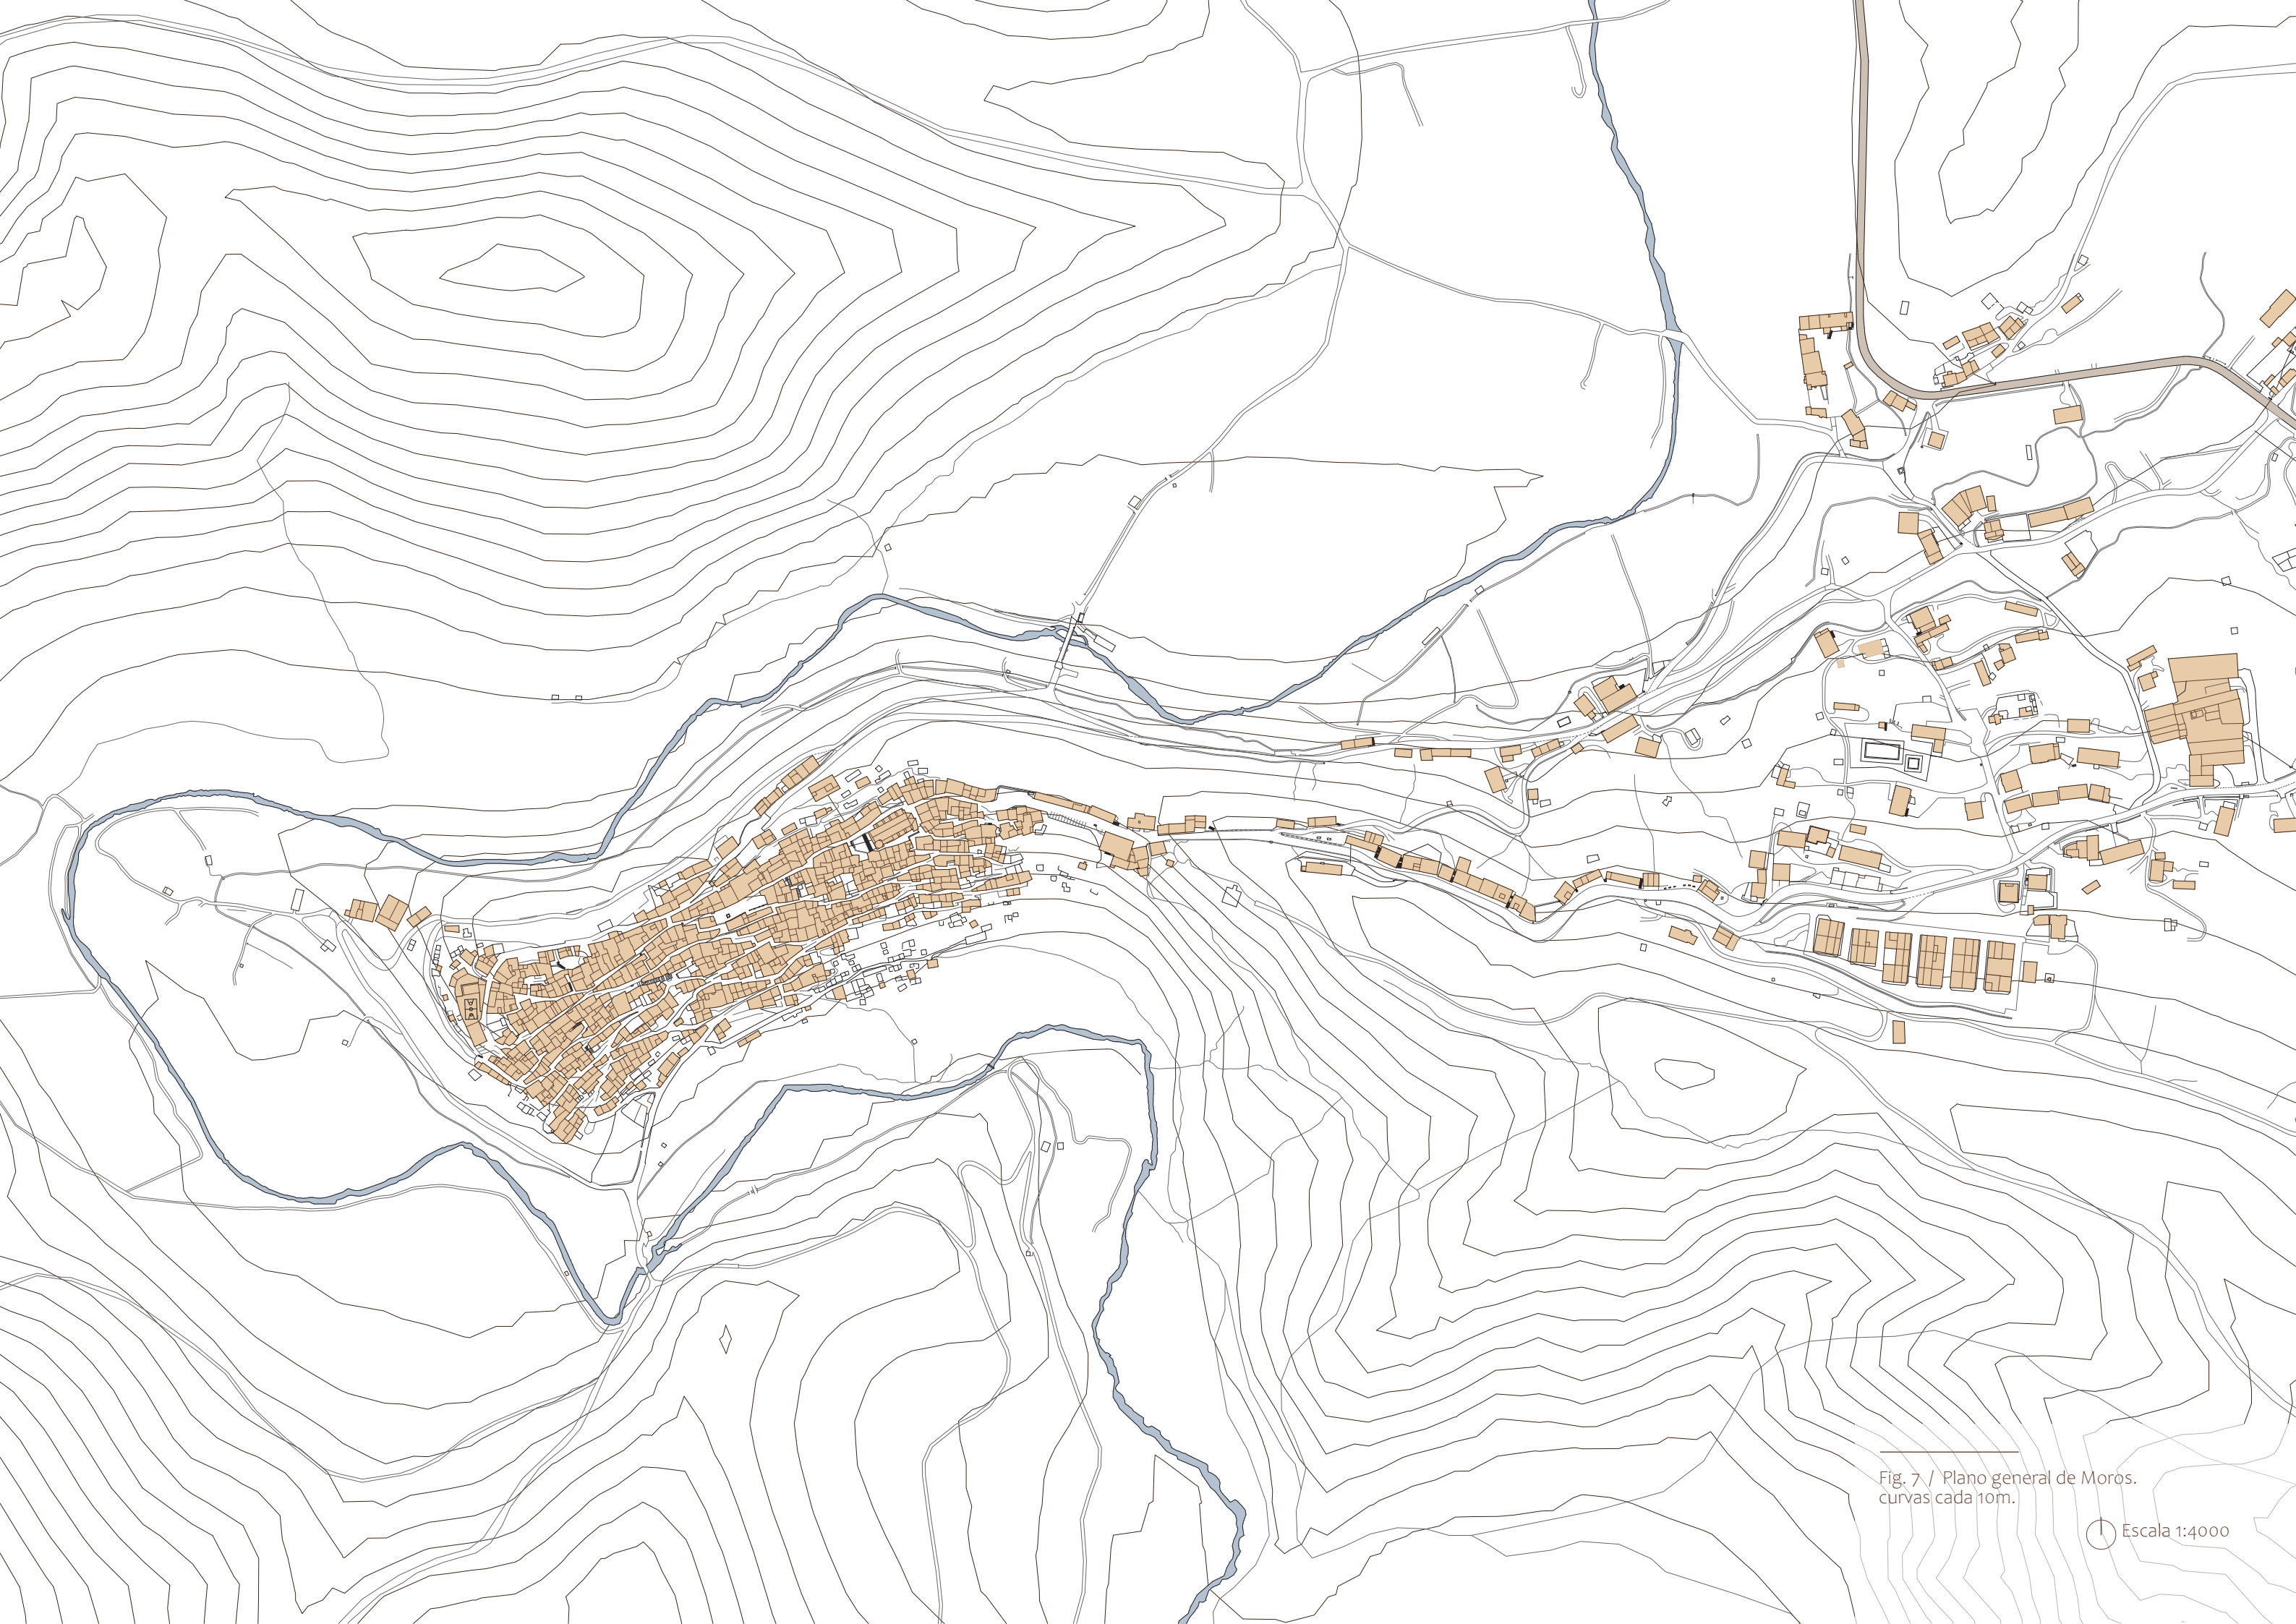 Fig. 7 / Plano general de Moros.
curvas cada 10m.
Escala 1:4000